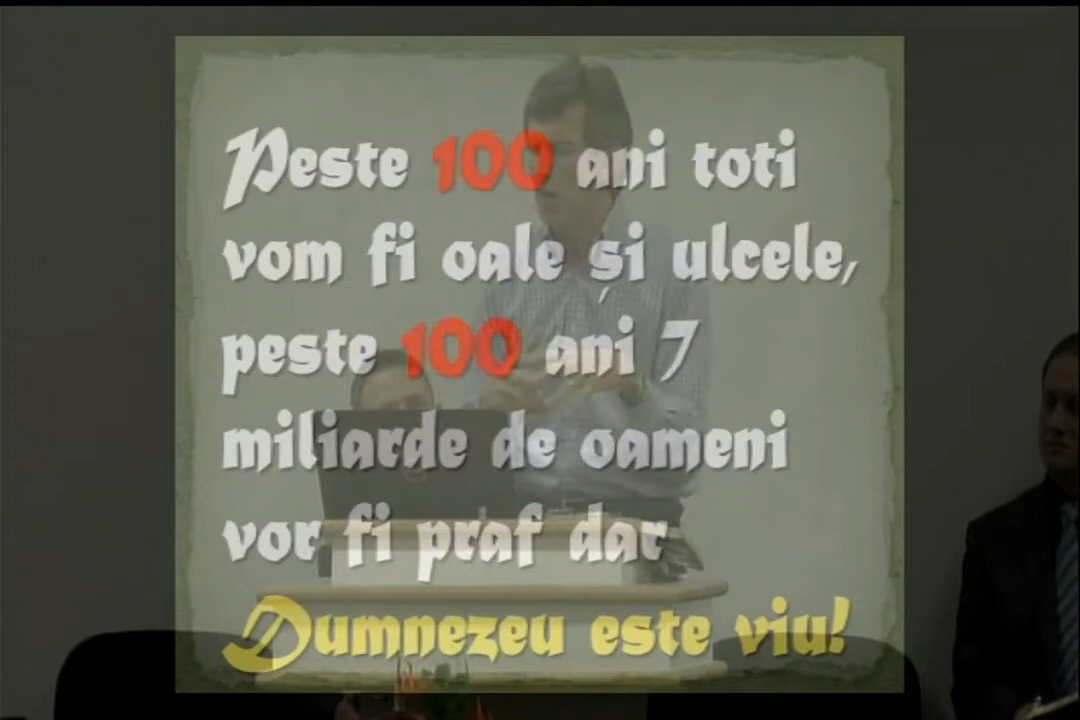 Peste 100 ani toti
vom fi oale și ulcele,
peste 100 ani 7
miliarde de oameni
vor fi praf dar
Dumnezeu este viu!